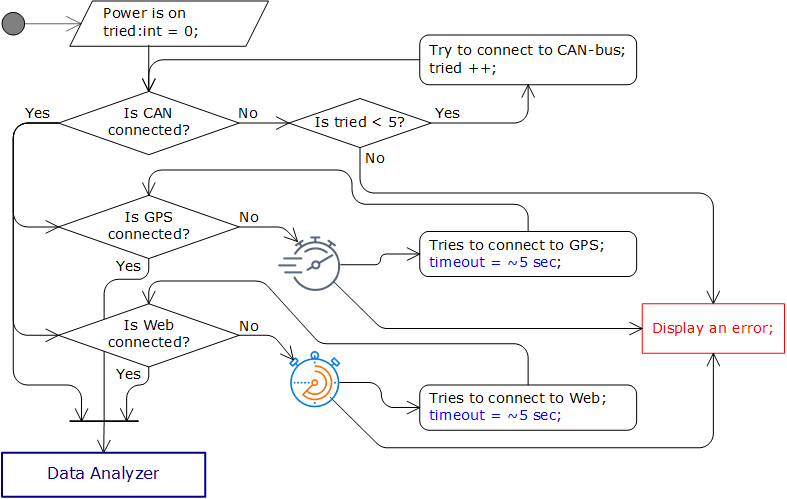 Power is on
tried:int = 0;
Try to connect to CAN-bus;
tried ++;
Yes
Is CAN
connected?
No
Is tried < 5?
Yes
No
Is GPS
connected?
No
Tries to connect to GPS;
timeout = ~5 sec;
Yes
Is Web
connected?
No
Display an error;
Yes
Tries to connect to Web;
timeout = ~5 sec;
Data Analyzer